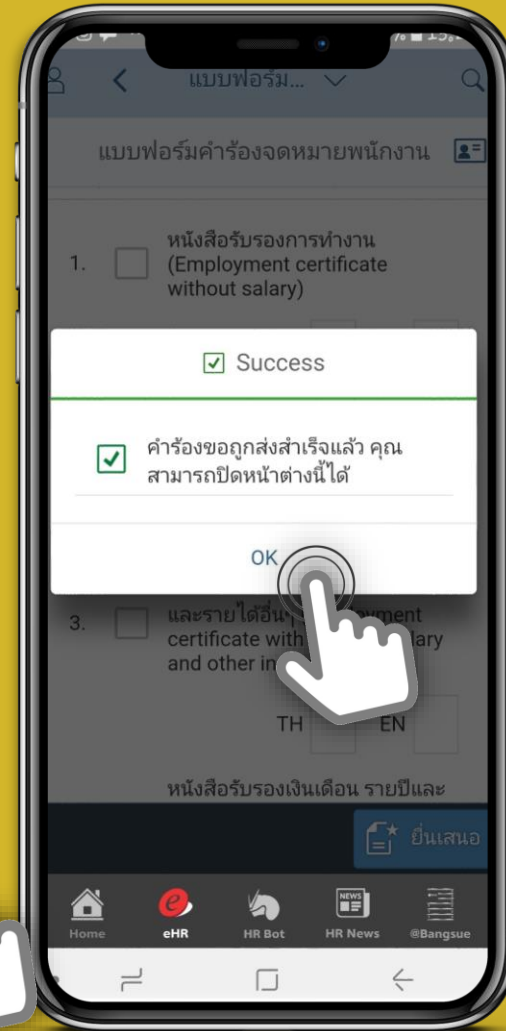 แบบฟอร์ม...
แบบฟอร์มคำร้องจดหมายพนักงาน
1.
หนังสือรับรองการทำงาน
(Employment certificate
without salary)
Success
คำร้องขอถูกส่งสำเร็จแล้ว คุณ
สามารถปิดหน้าต่างนี้ได้
OK
3.
และรายได้อื่นๆ
certificate with
and other
TH EN
หนังสือรับรองเงินเดือน รายปีและ
ยื่นเสนอ
NEWS
Home eHR HR Bot HR News @Bangsue